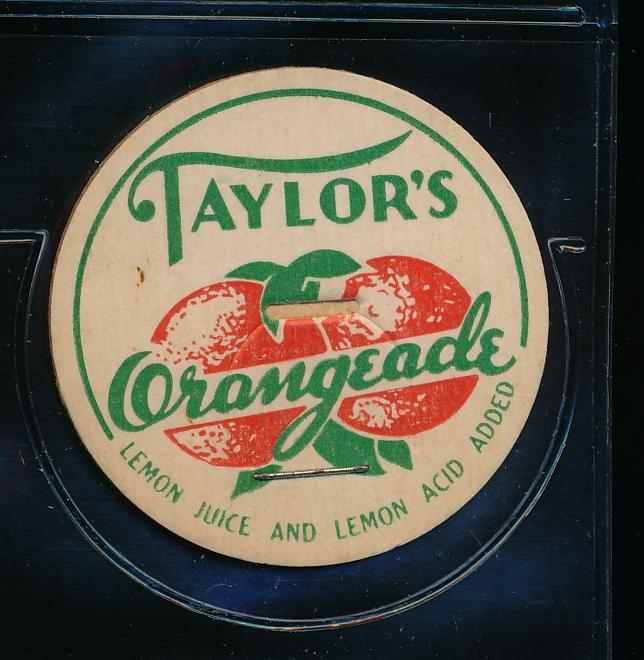 TAYLOR'S
Orangeade
LEMON JUICE AND LEMON ACID ADDED